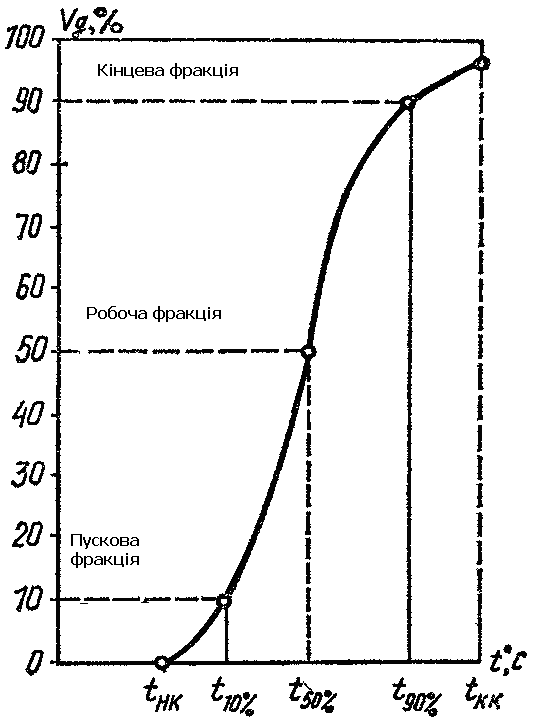 Vg,%
100
Кінцева фракція
90
80
70
60
Робоча фракція
50
40
30
20
Пускова
фракція
10
0
t°,C
tнк t10% t50% t90% tкк